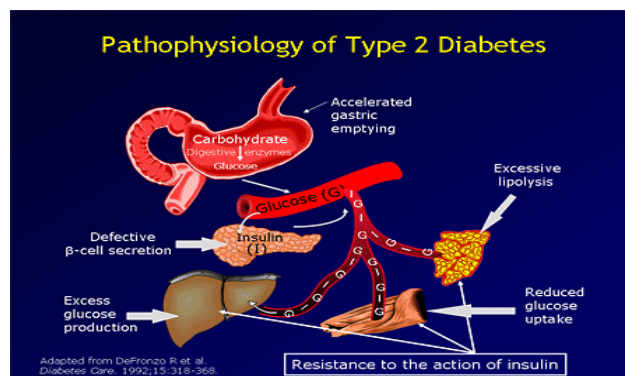 Pathophysiology of Type 2 Diabetes
Accelerated
gastric
emptying
Carbohydrate
Digestive enzymes
Glucose
Excessive
lipolysis
Glucose (G)
I
G
I
G
I
G
I
G
Defective
β-cell secretion
Insulin
(I)
G
I
G
I
G
I
G
I
G
I
G
Excess
glucose
production
Reduced
glucose
uptake
Resistance to the action of insulin
Adapted from DeFronzo R et al.
Diabetes Care. 1992;15:318-368.